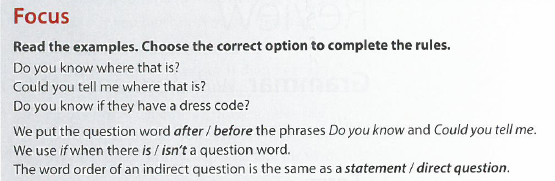 Focus
Read the examples. Choose the correct option to complete the rules.
Do you know where that is?
Could you tell me where that is?
Do you know if they have a dress code?
We put the question word after / before the phrases Do you know and Could you tell me.
We use if when there is / isn't a question word.
The word order of an indirect question is the same as a statement / direct question.